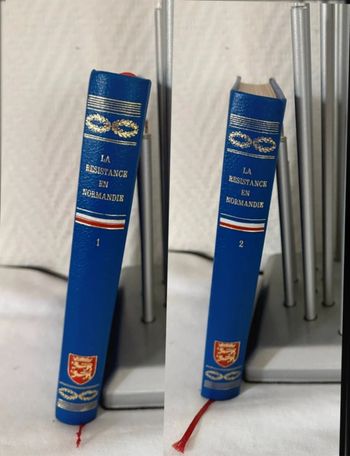 LA
RESISTANCE
EN
NORMANDIE
1
LA
RESISTANCE
EN
NORMANDIE
2